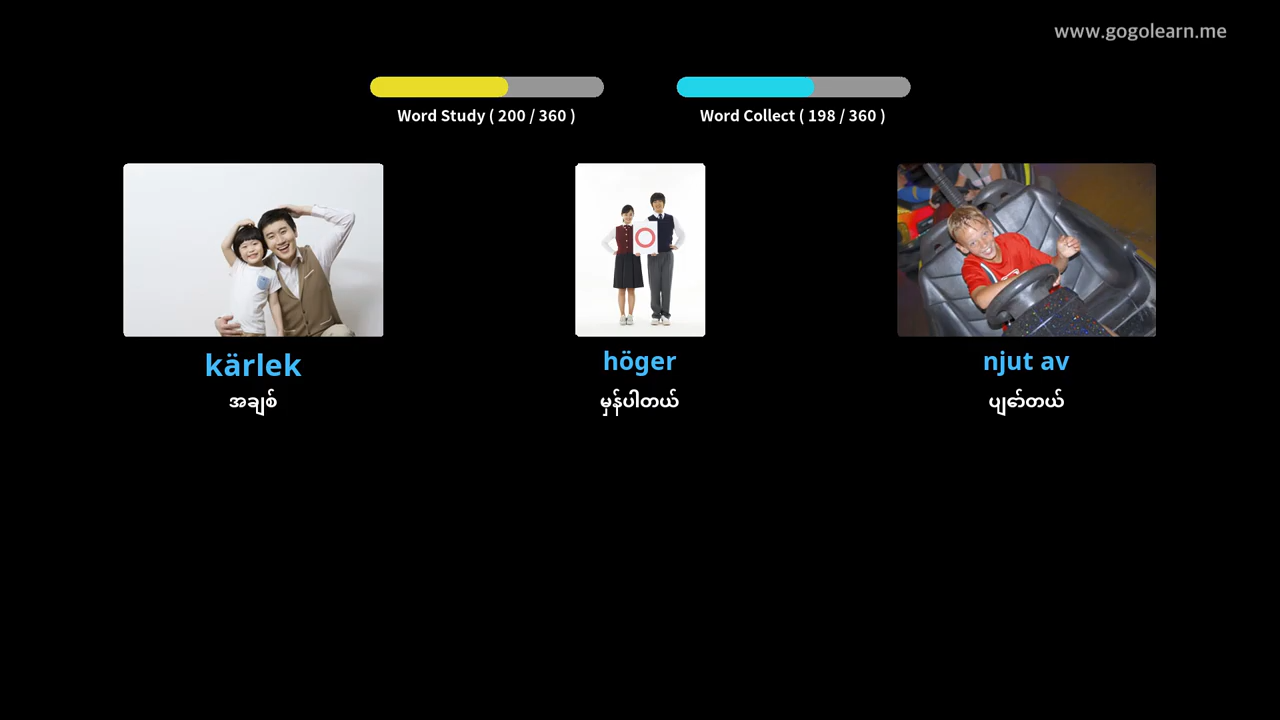 www.gogolearn.me
Word Study ( 200 / 360 )
Word Collect ( 198 / 360 )
kärlek
အချစ်
höger
မှန်ပါတယ်
njut av
ပျော်တယ်